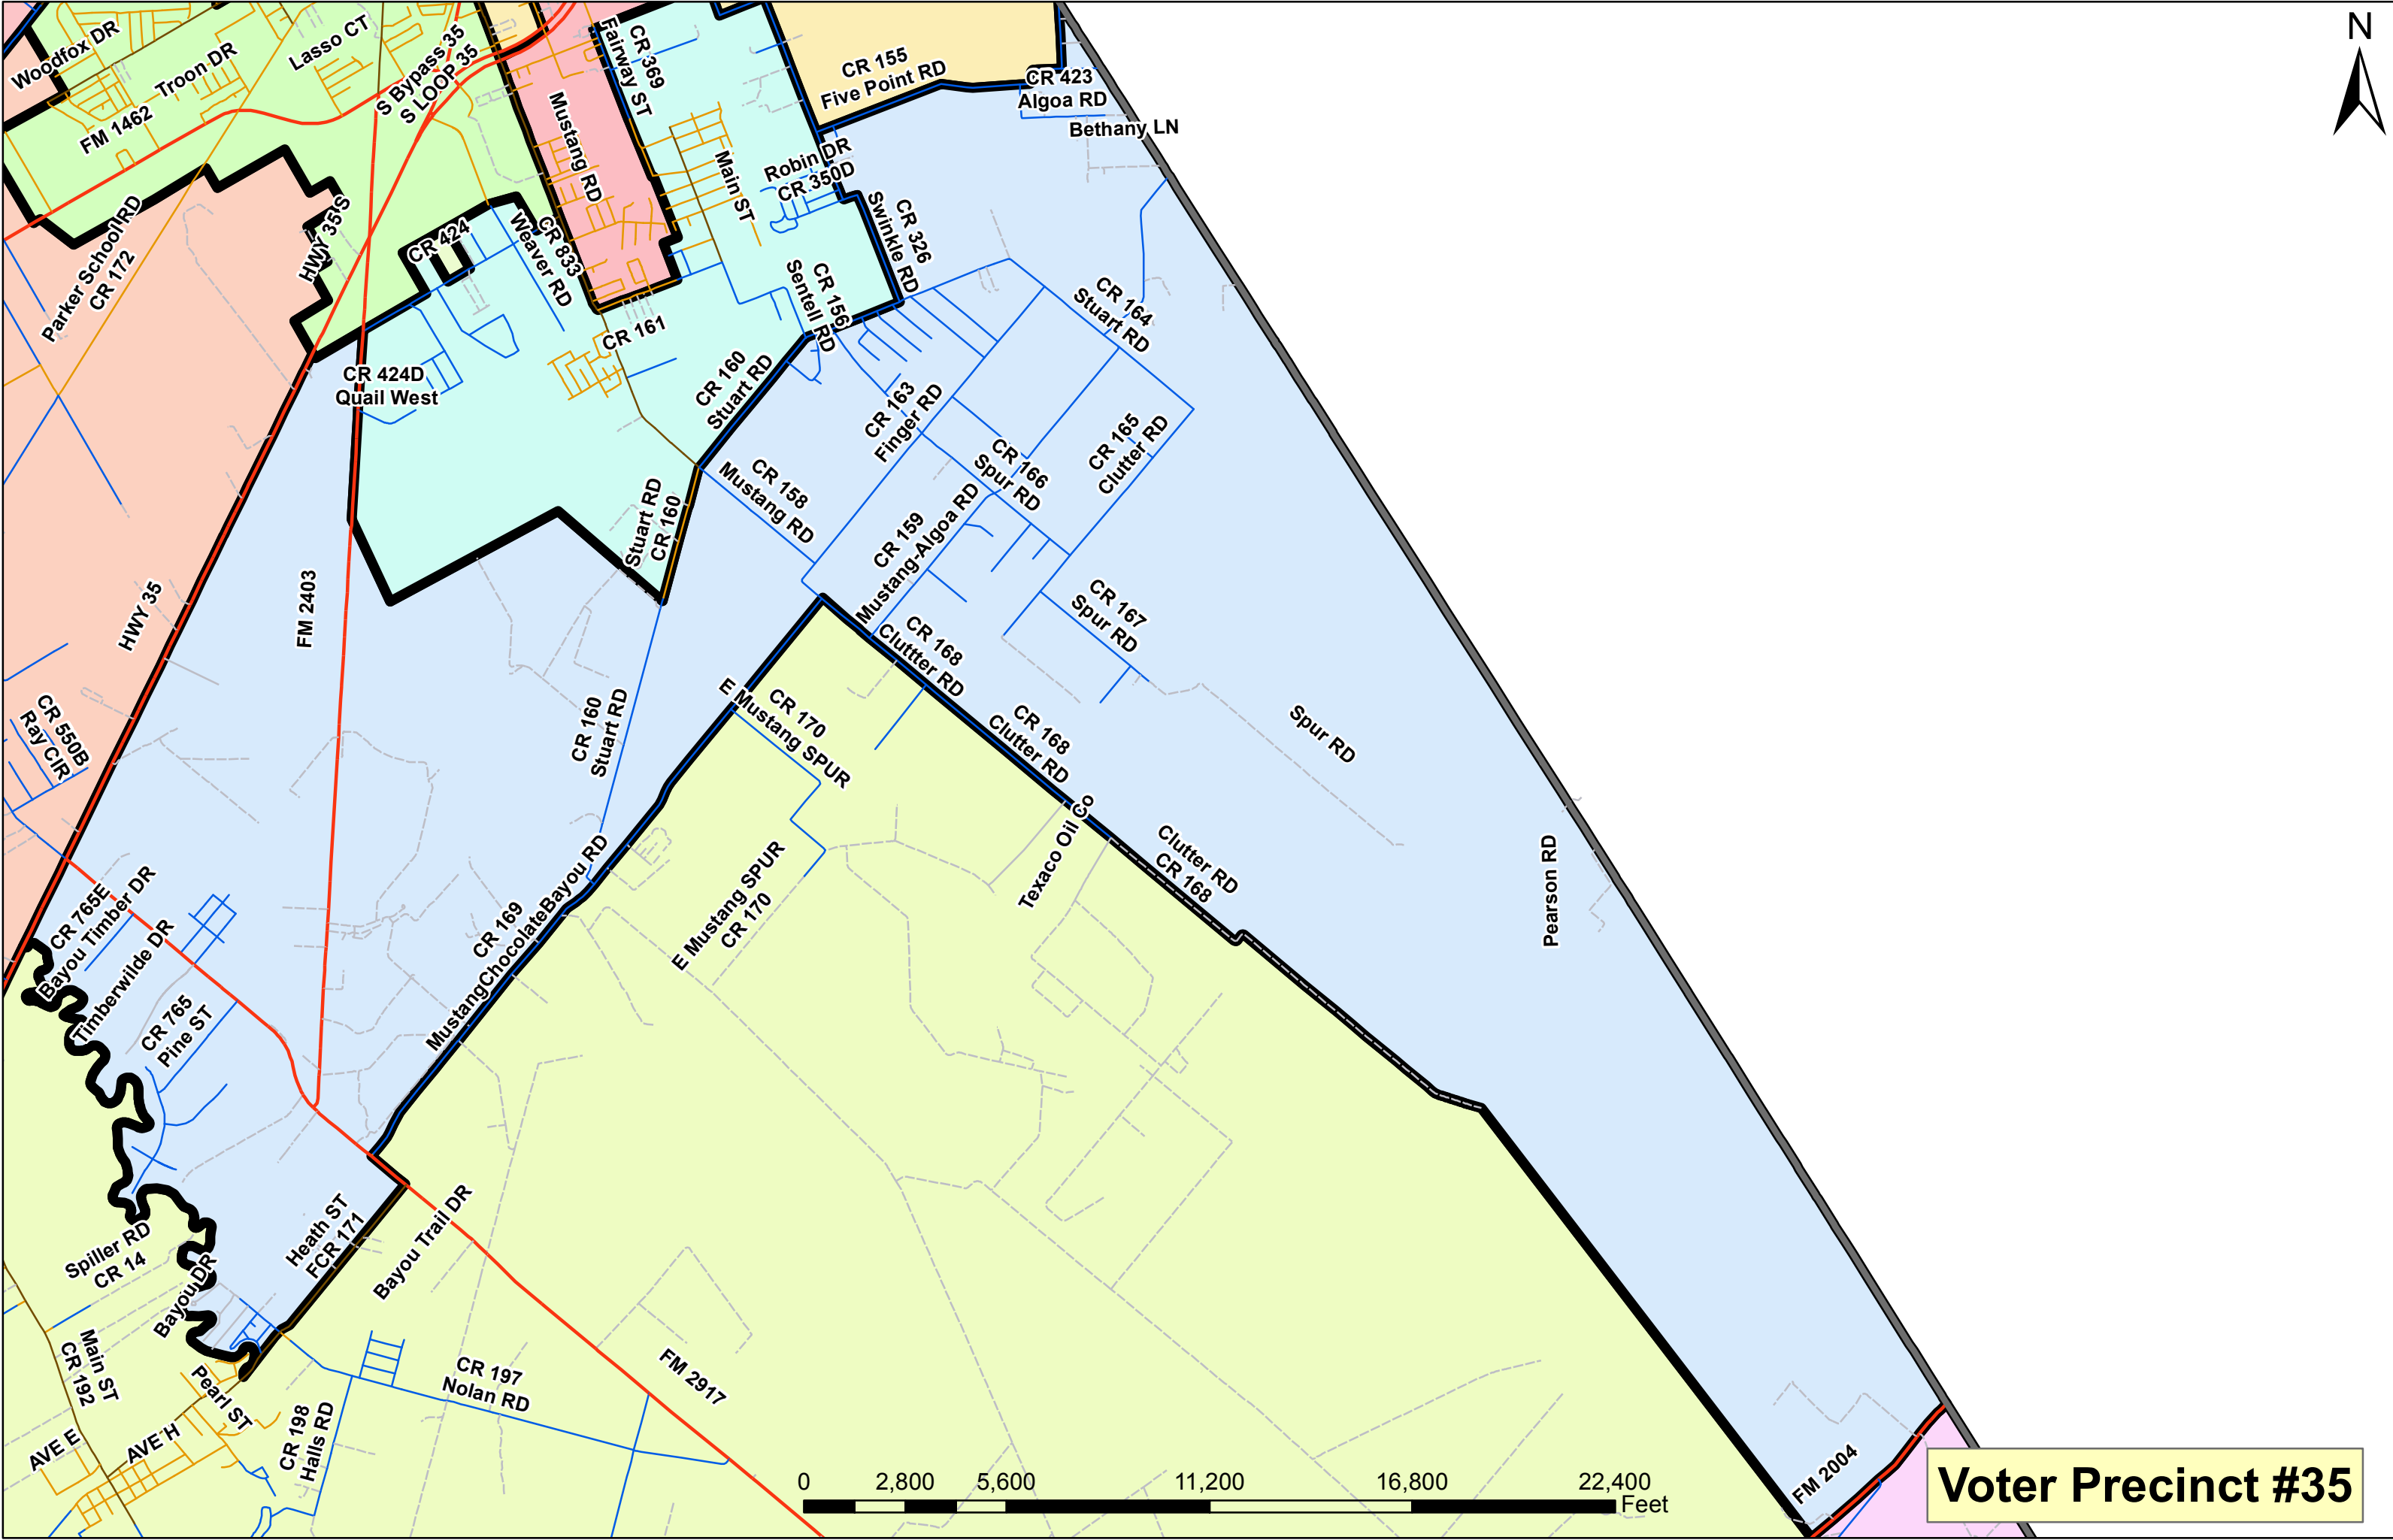 N
Woodfox DR
Troon DR
Lasso CT
FM 1462
S Bypass 35
S LOOP 35
Fairway ST
CR 369
Mustang RD
Main ST
CR 155
Five Point RD
CR 423
Algoa RD
Bethany LN
Robin DR
CR 350D
Swinkle RD
CR 326
Parker School RD
CR 172
HWY 35 S
CR 424
Weaver RD
CR 833
CR 161
Sentell RD
CR 156
CR 164
Stuart RD
CR 424D
Quail West
CR 160
Stuart RD
CR 163
Finger RD
CR 165
Clutter RD
CR 166
Spur RD
CR 158
Mustang RD
Stuart RD
CR 160
CR 159
Mustang-Algoa RD
HWY 35
FM 2403
CR 167
Spur RD
CR 168
Cluttter RD
CR 550B
Ray CIR
CR 160
Stuart RD
CR 170
E Mustang SPUR
CR 168
Clutter RD
Spur RD
Texaco Oil Co
Clutter RD
CR 168
Pearson RD
E Mustang SPUR
CR 170
CR 169
MustangChocolateBayou RD
CR 765E
Bayou Timber DR
Timberwilde DR
CR 765
Pine ST
Heath ST
FCR 171
Bayou Trail DR
Spiller RD
CR 14
Bayou DR
Main ST
CR 192
Pearl ST
AVE E
AVE H
CR 198
Halls RD
CR 197
Nolan RD
FM 2917
FM 2004
0 2,800 5,600 11,200 16,800 22,400
Feet
Voter Precinct #35